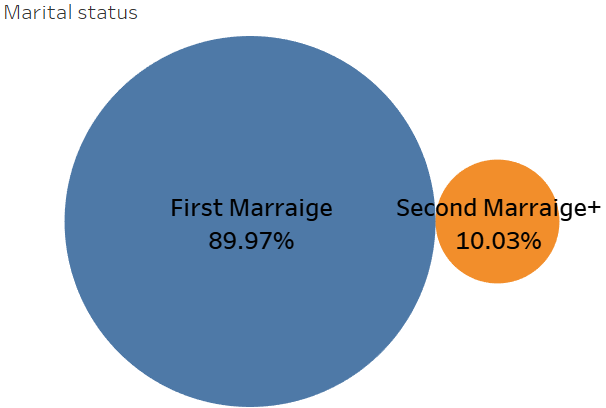 Marital status
First Marraige
89.97%
Second Marraige+
10.03%